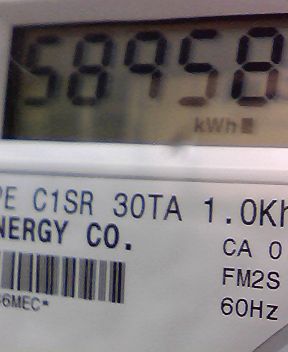 58958
kWh
PE C1SR 30TA 1.0Kh
NERGY CO.
CA 0
FM2S
6MEC*
60Hz